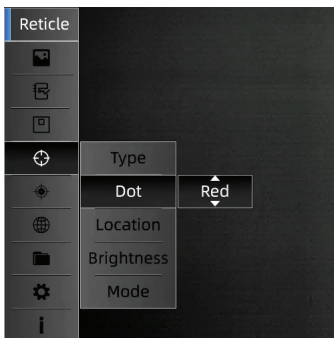 Reticle
Type
Dot
Red
Location
Brightness
Mode